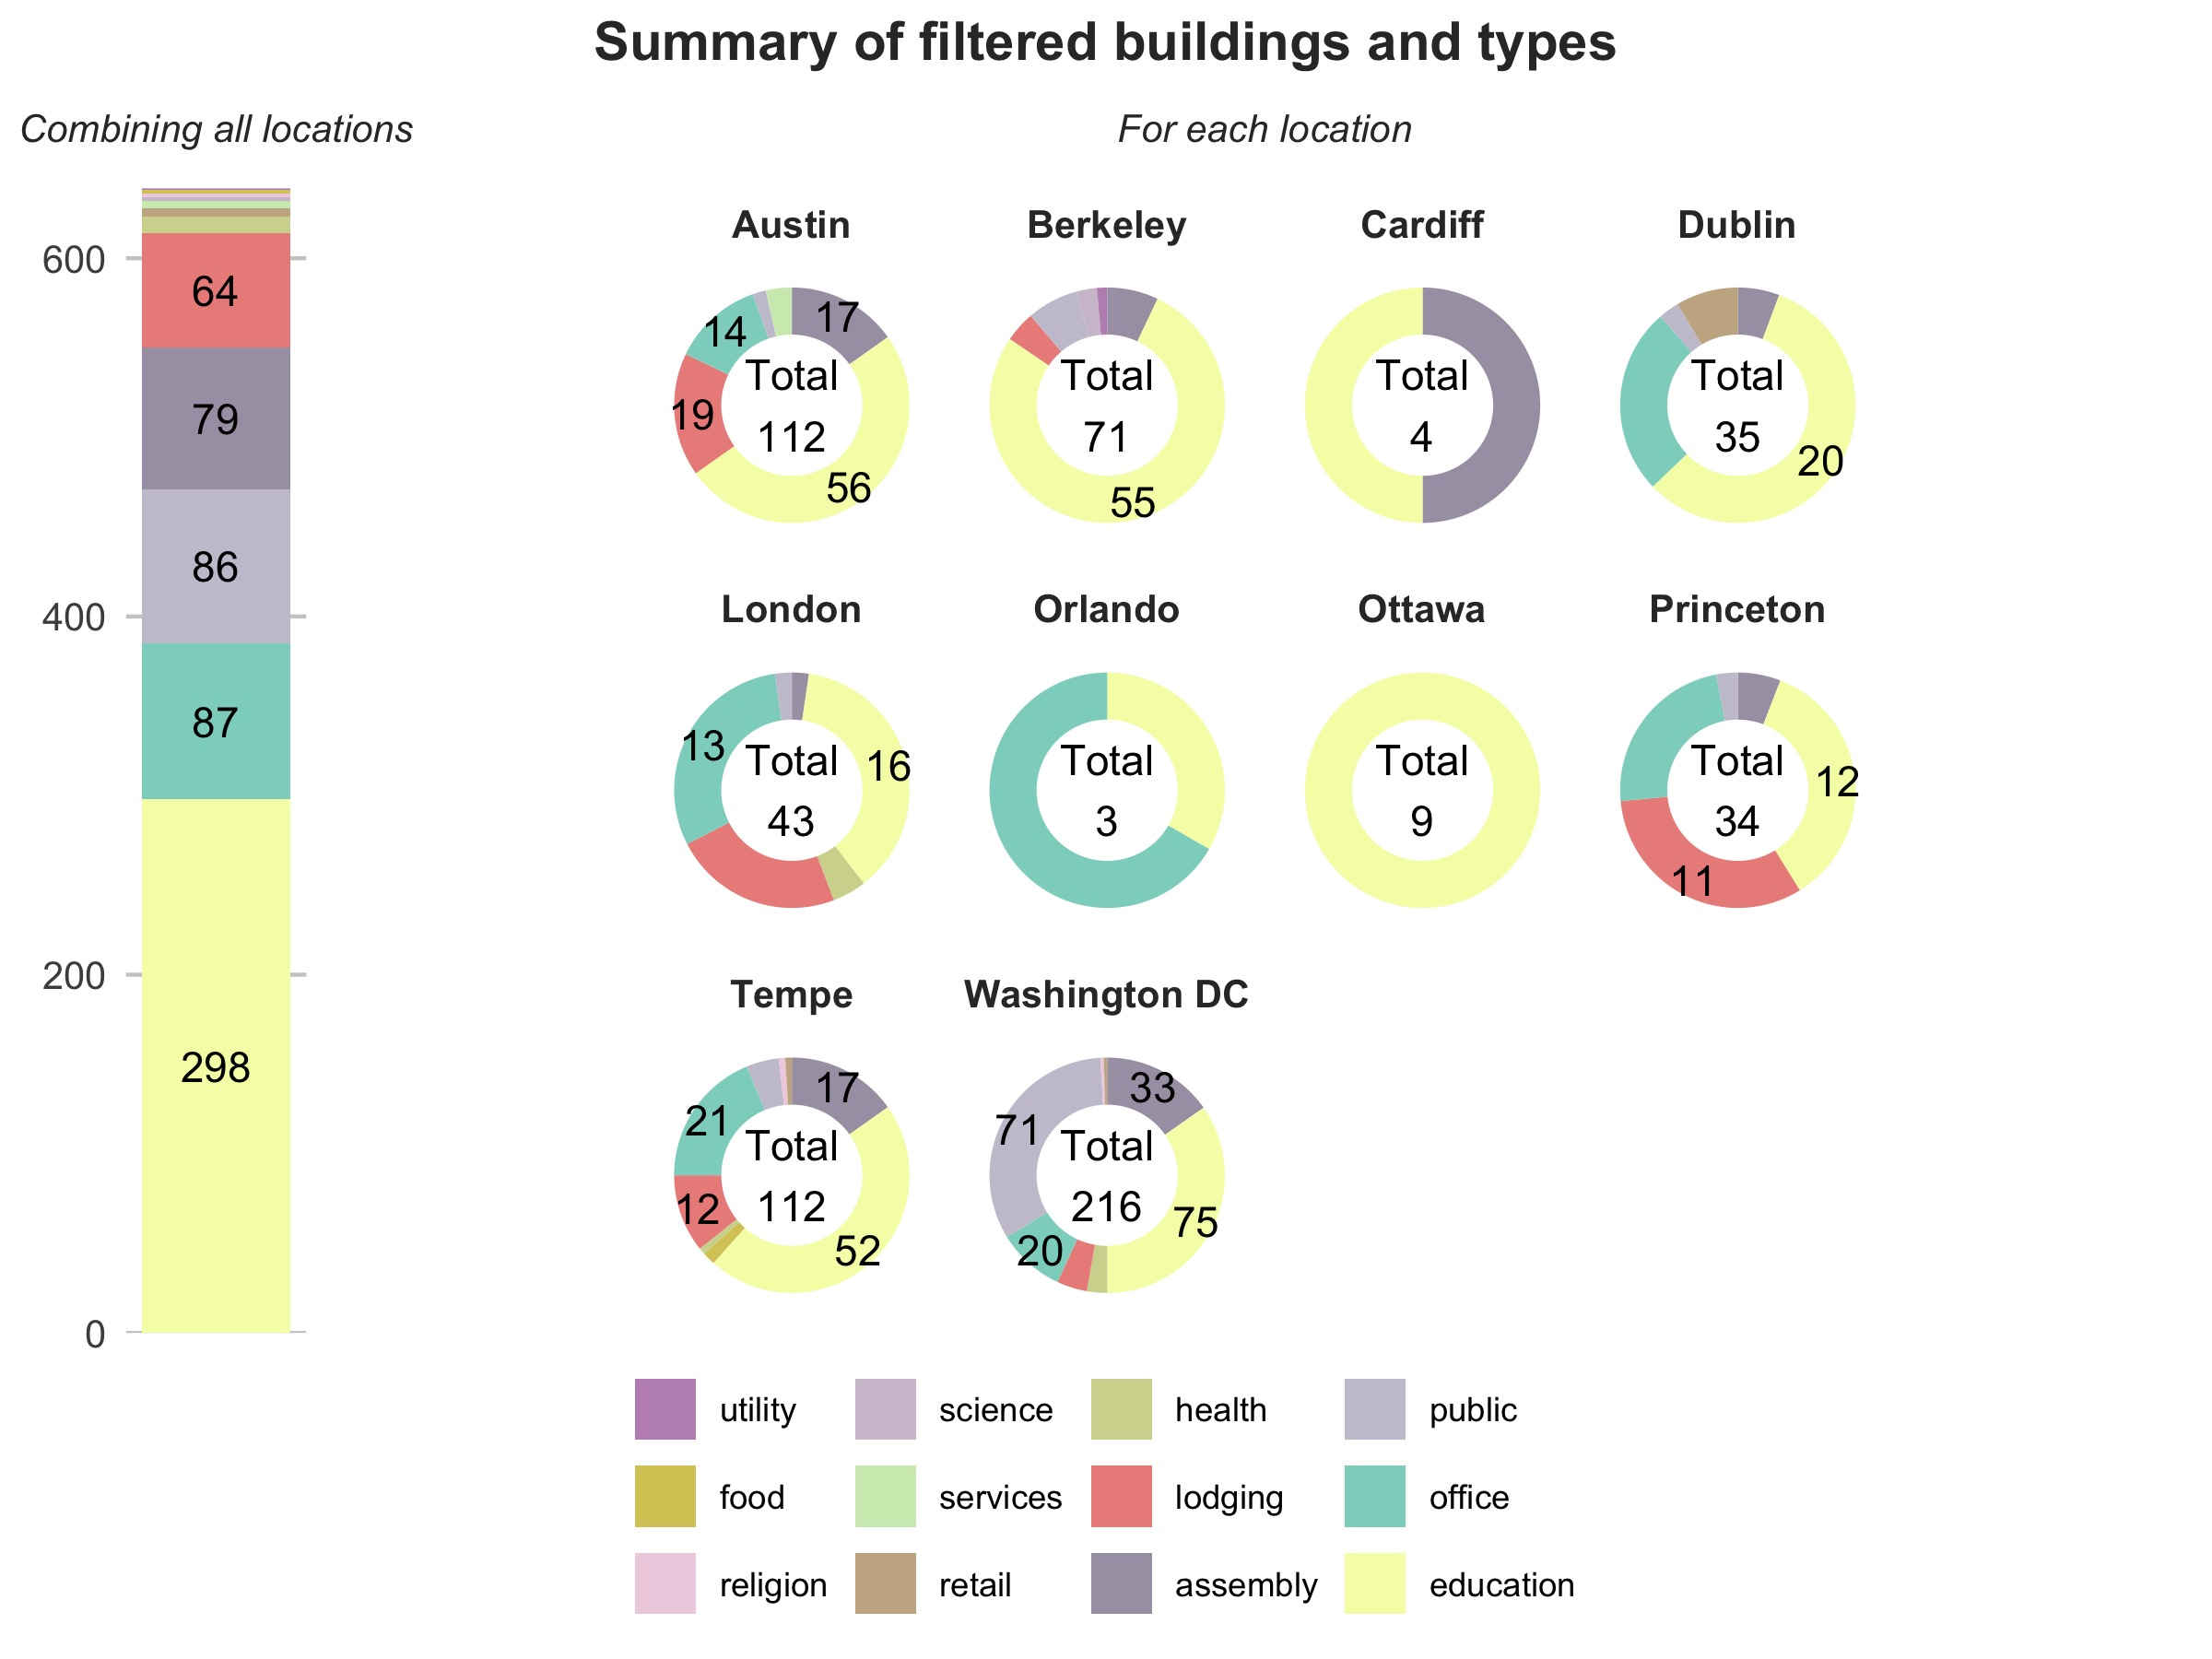 Summary of filtered buildings and types
Combining all locations
For each location
600
400
200
0
64
79
86
87
298
Austin
17
14
19
56
Total
112
Berkeley
55
Total
71
Cardiff
Total
4
Dublin
20
Total
35
London
13
16
Total
43
Orlando
Total
3
Ottawa
Total
9
Princeton
12
11
Total
34
Tempe
17
21
12
52
Total
112
Washington DC
33
71
20
75
Total
216
utility
science
health
public
food
services
lodging
office
religion
retail
assembly
education